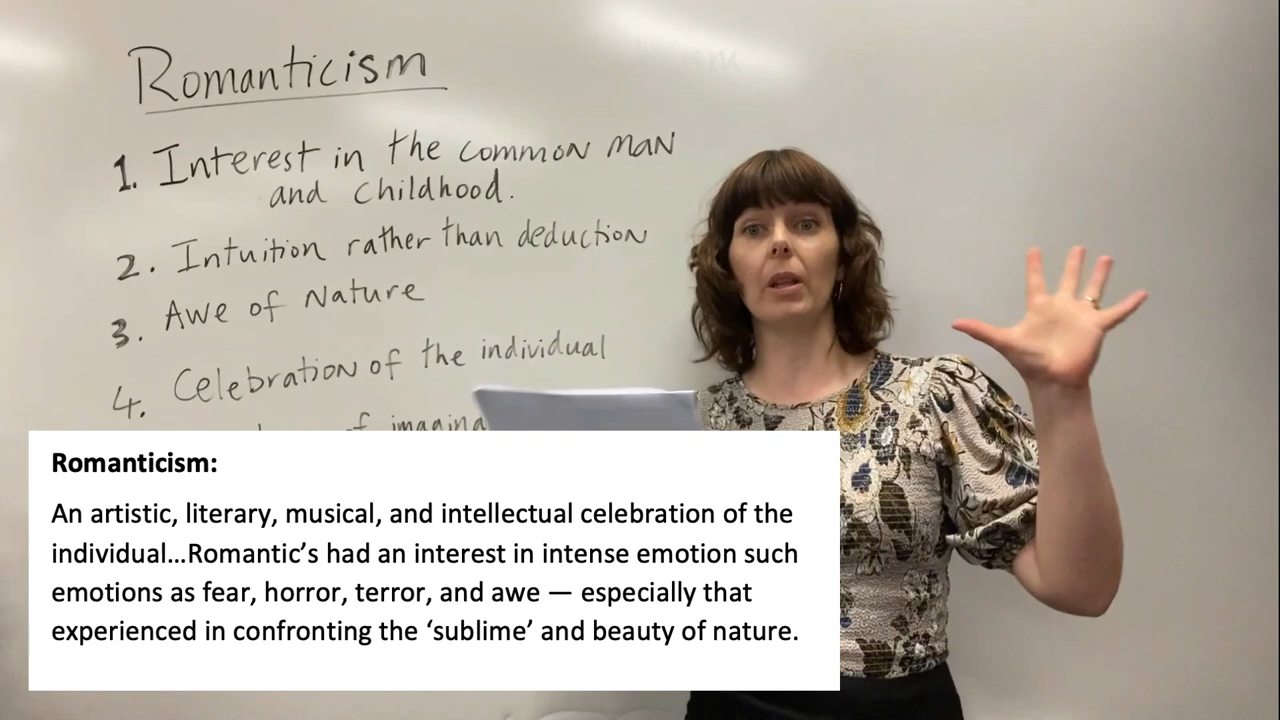 Romanticism
1. Interest in the common man
and childhood.
2. Intuition rather than deduction
3. Awe of Nature
4. Celebration of the individual
of imagina
Romanticism:
An artistic, literary, musical, and intellectual celebration of the
individual…Romantic’s had an interest in intense emotion such
emotions as fear, horror, terror, and awe — especially that
experienced in confronting the ‘sublime’ and beauty of nature.